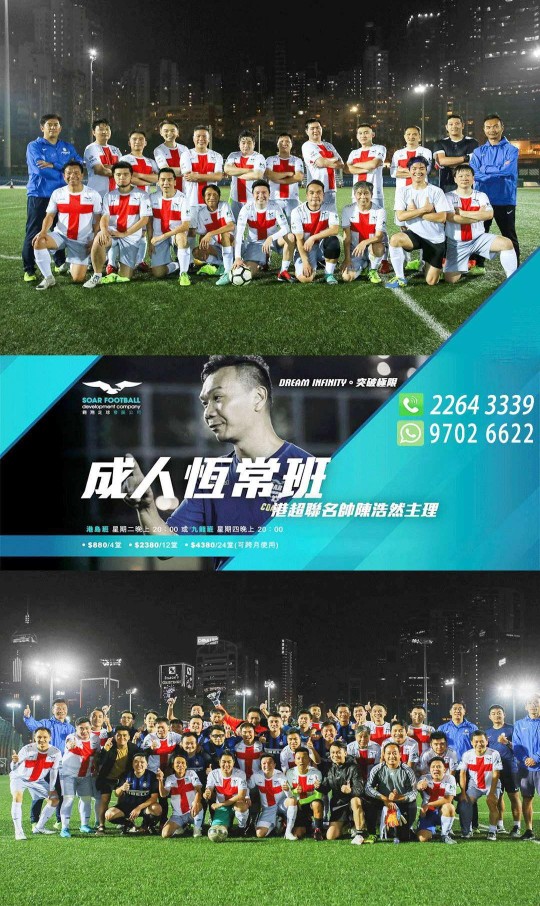 SOAR FOOTBALL
development company
DREAM INFINITY。突破極限
2264 3339
9702 6622
成人恆常班
港超聯名帥陳浩然主理
港島班 星期二晚上 20：00 或 九龍班 星期四晚上 20：00
• $880/4堂 • $2380/12堂 • $4380/24堂(可跨月使用)